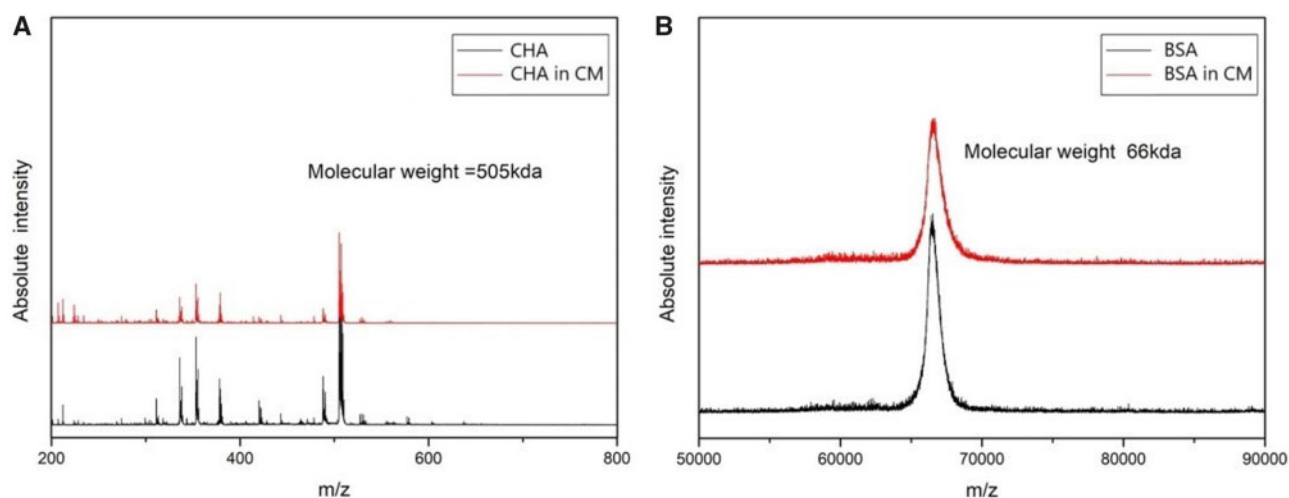 A
CHA
CHA in CM
Molecular weight =505kda
Absolute intensity
200
400
600
800
m/z
B
BSA
BSA in CM
Molecular weight 66kda
Absolute intensity
50000
60000
70000
80000
90000
m/z